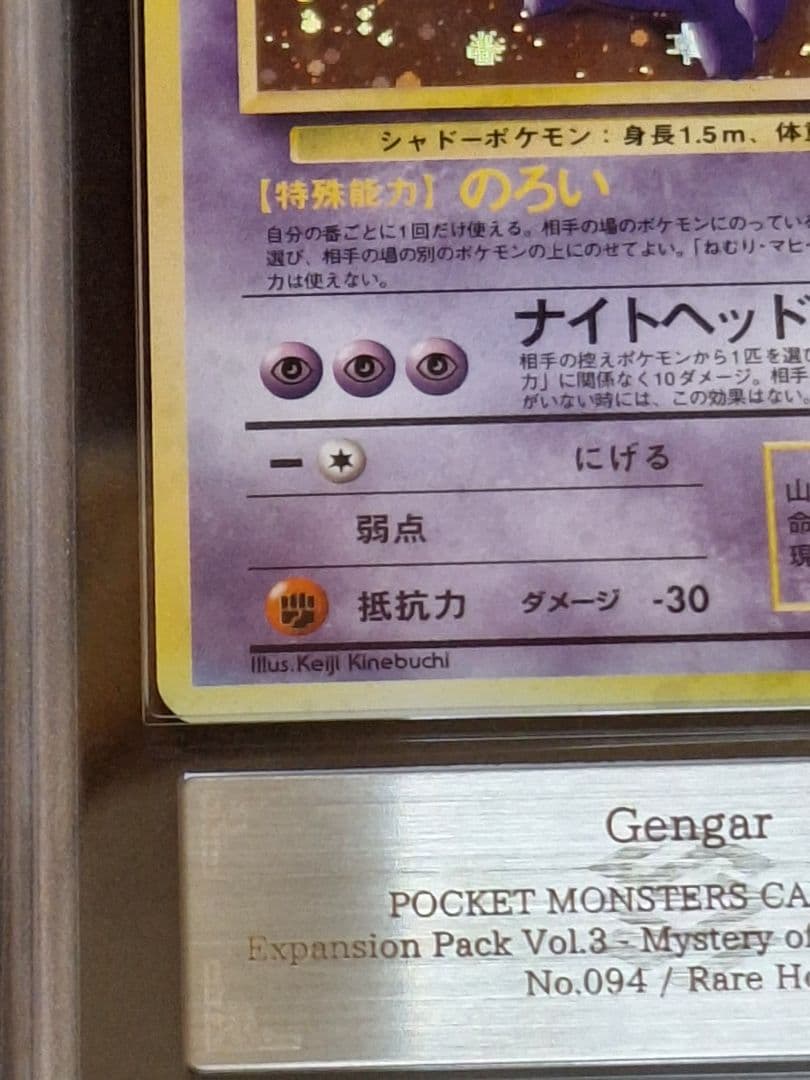 シャドーポケモン：身長1.5m、体重
【特殊能力】 のろい
自分の番ごとに1回だけ使える。相手の場のポケモンにのっている
選び、相手の場の別のポケモンの上にのせてよい。「ねむり・マヒ・
力は使えない。
ナイトヘッド
相手の控えポケモンから1匹を選び
力」に関係なく10ダメージ。相手
がいない時には、この効果はない。
にげる
弱点
抵抗力 ダメージ -30
山
命
現
Illus.Keiji Kinebuchi
Gengar
POCKET MONSTERS CA
Expansion Pack Vol.3 - Mystery of
No.094 / Rare Ho